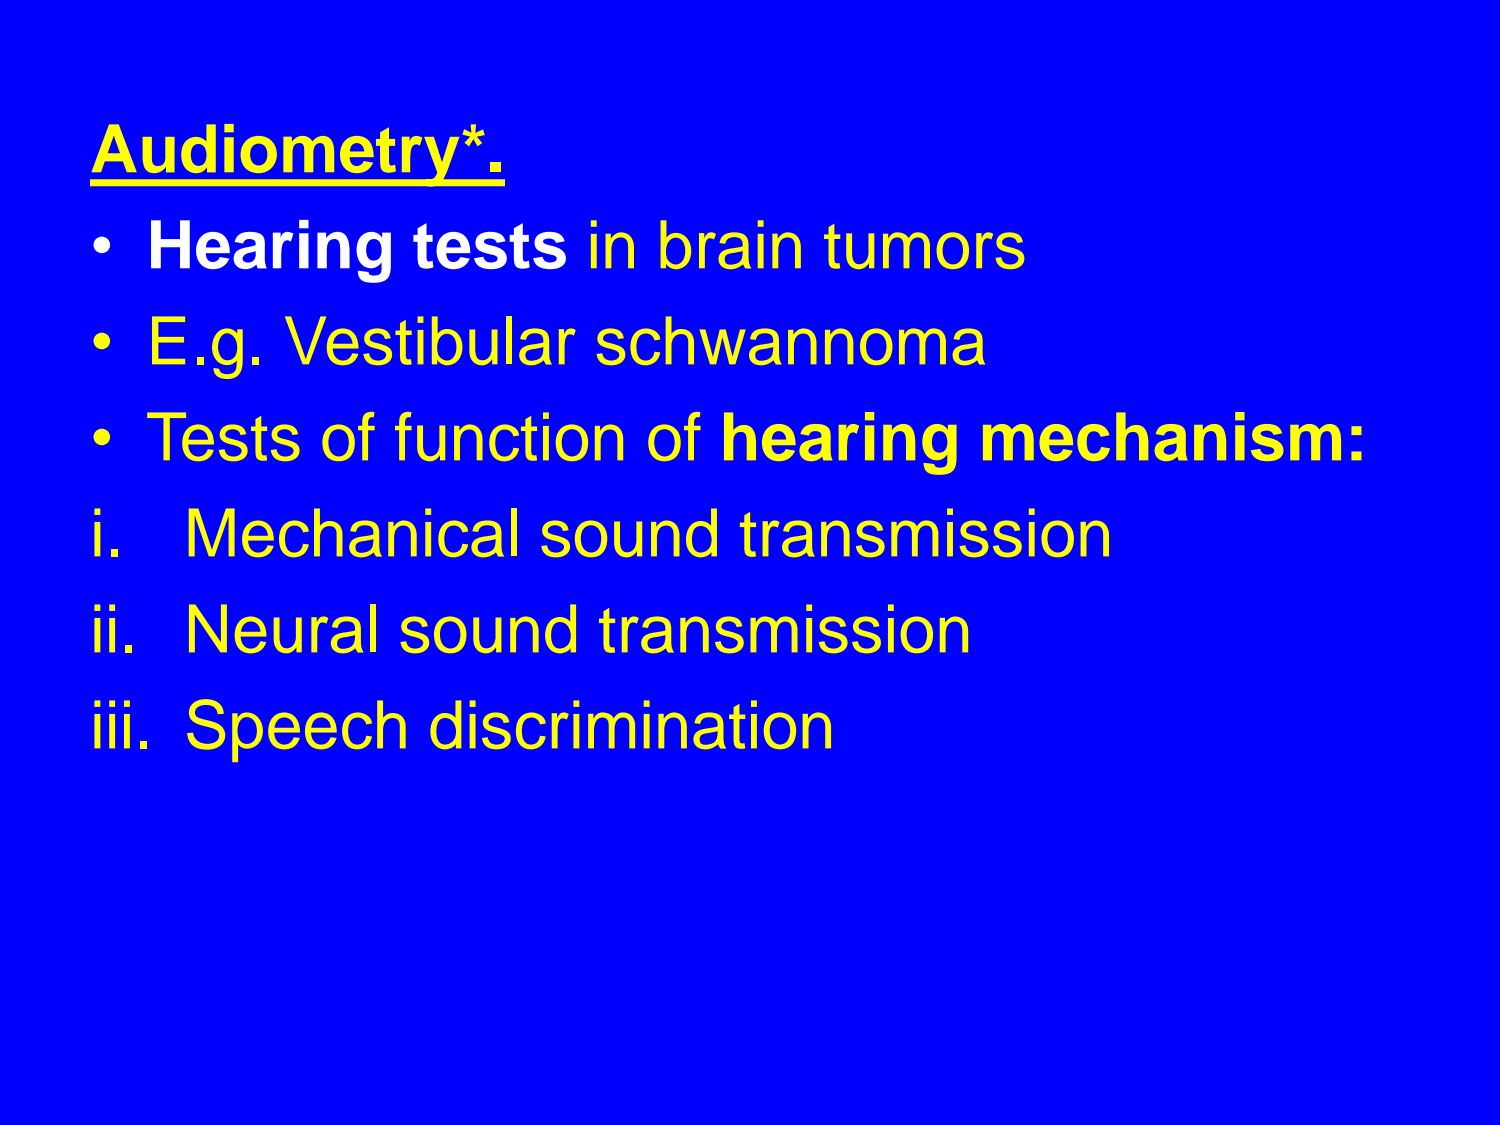 Audiometry*.
• Hearing tests in brain tumors
• E.g. Vestibular schwannoma
• Tests of function of hearing mechanism:
i. Mechanical sound transmission
ii. Neural sound transmission
iii. Speech discrimination